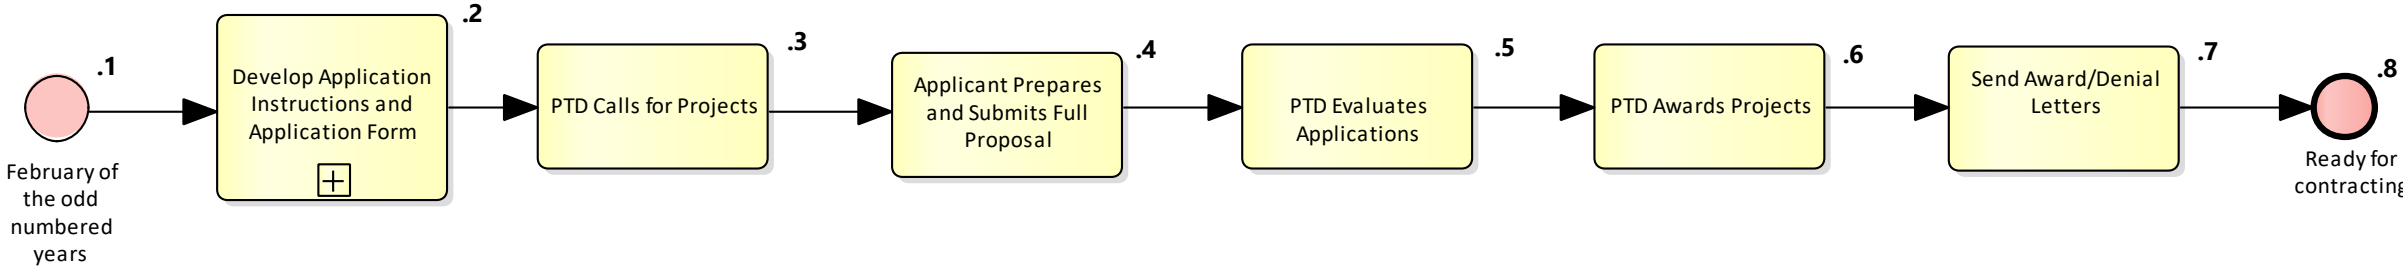 .1
February of
the odd
numbered
years
.2
Develop Application
Instructions and
Application Form
.3
PTD Calls for Projects
.4
Applicant Prepares
and Submits Full
Proposal
.5
PTD Evaluates
Applications
.6
PTD Awards Projects
.7
Send Award/Denial
Letters
.8
Ready for
contracting